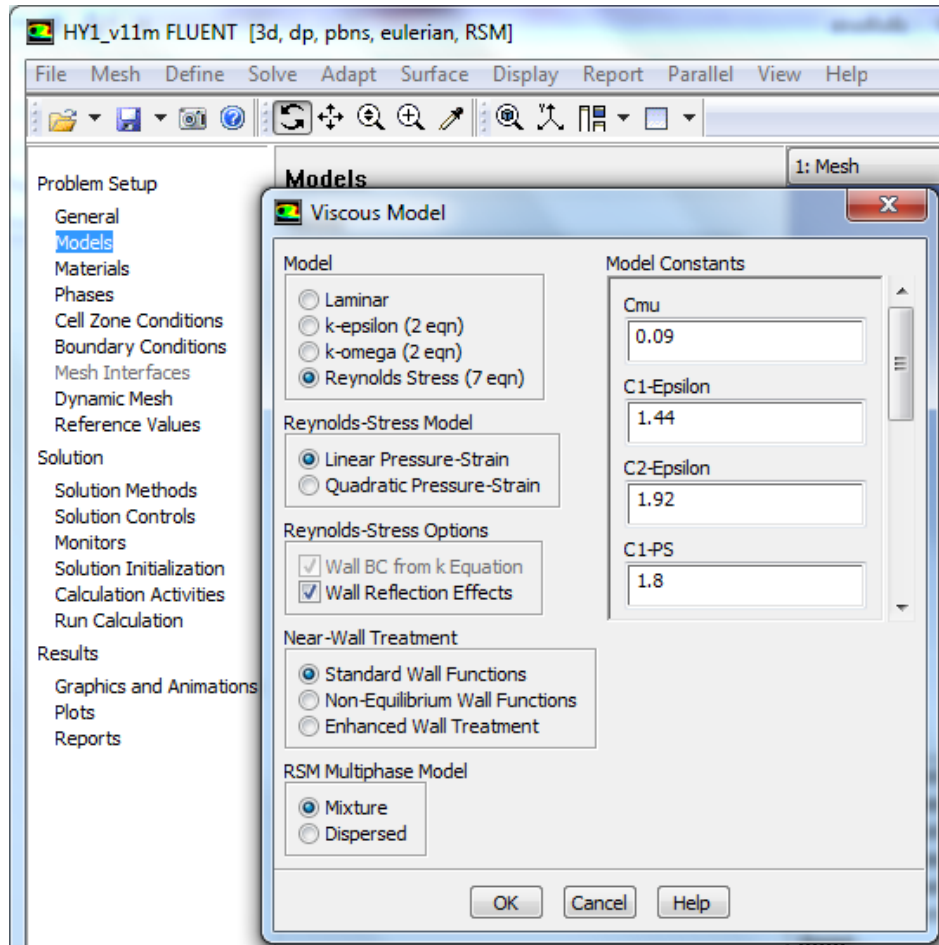 HY1_v11m FLUENT [3d, dp, pbns, eulerian, RSM]
File Mesh Define Solve Adapt Surface Display Report Parallel View Help
1: Mesh
Problem Setup
General
Models
Materials
Phases
Cell Zone Conditions
Boundary Conditions
Mesh Interfaces
Dynamic Mesh
Reference Values
Solution
Solution Methods
Solution Controls
Monitors
Solution Initialization
Calculation Activities
Run Calculation
Results
Graphics and Animations
Plots
Reports
Models
Viscous Model
Model
Laminar
k-epsilon (2 eqn)
k-omega (2 eqn)
Reynolds Stress (7 eqn)
Reynolds-Stress Model
Linear Pressure-Strain
Quadratic Pressure-Strain
Reynolds-Stress Options
Wall BC from k Equation
Wall Reflection Effects
Near-Wall Treatment
Standard Wall Functions
Non-Equilibrium Wall Functions
Enhanced Wall Treatment
RSM Multiphase Model
Mixture
Dispersed
Model Constants
Cmu
0.09
C1-Epsilon
1.44
C2-Epsilon
1.92
C1-PS
1.8
OK Cancel Help